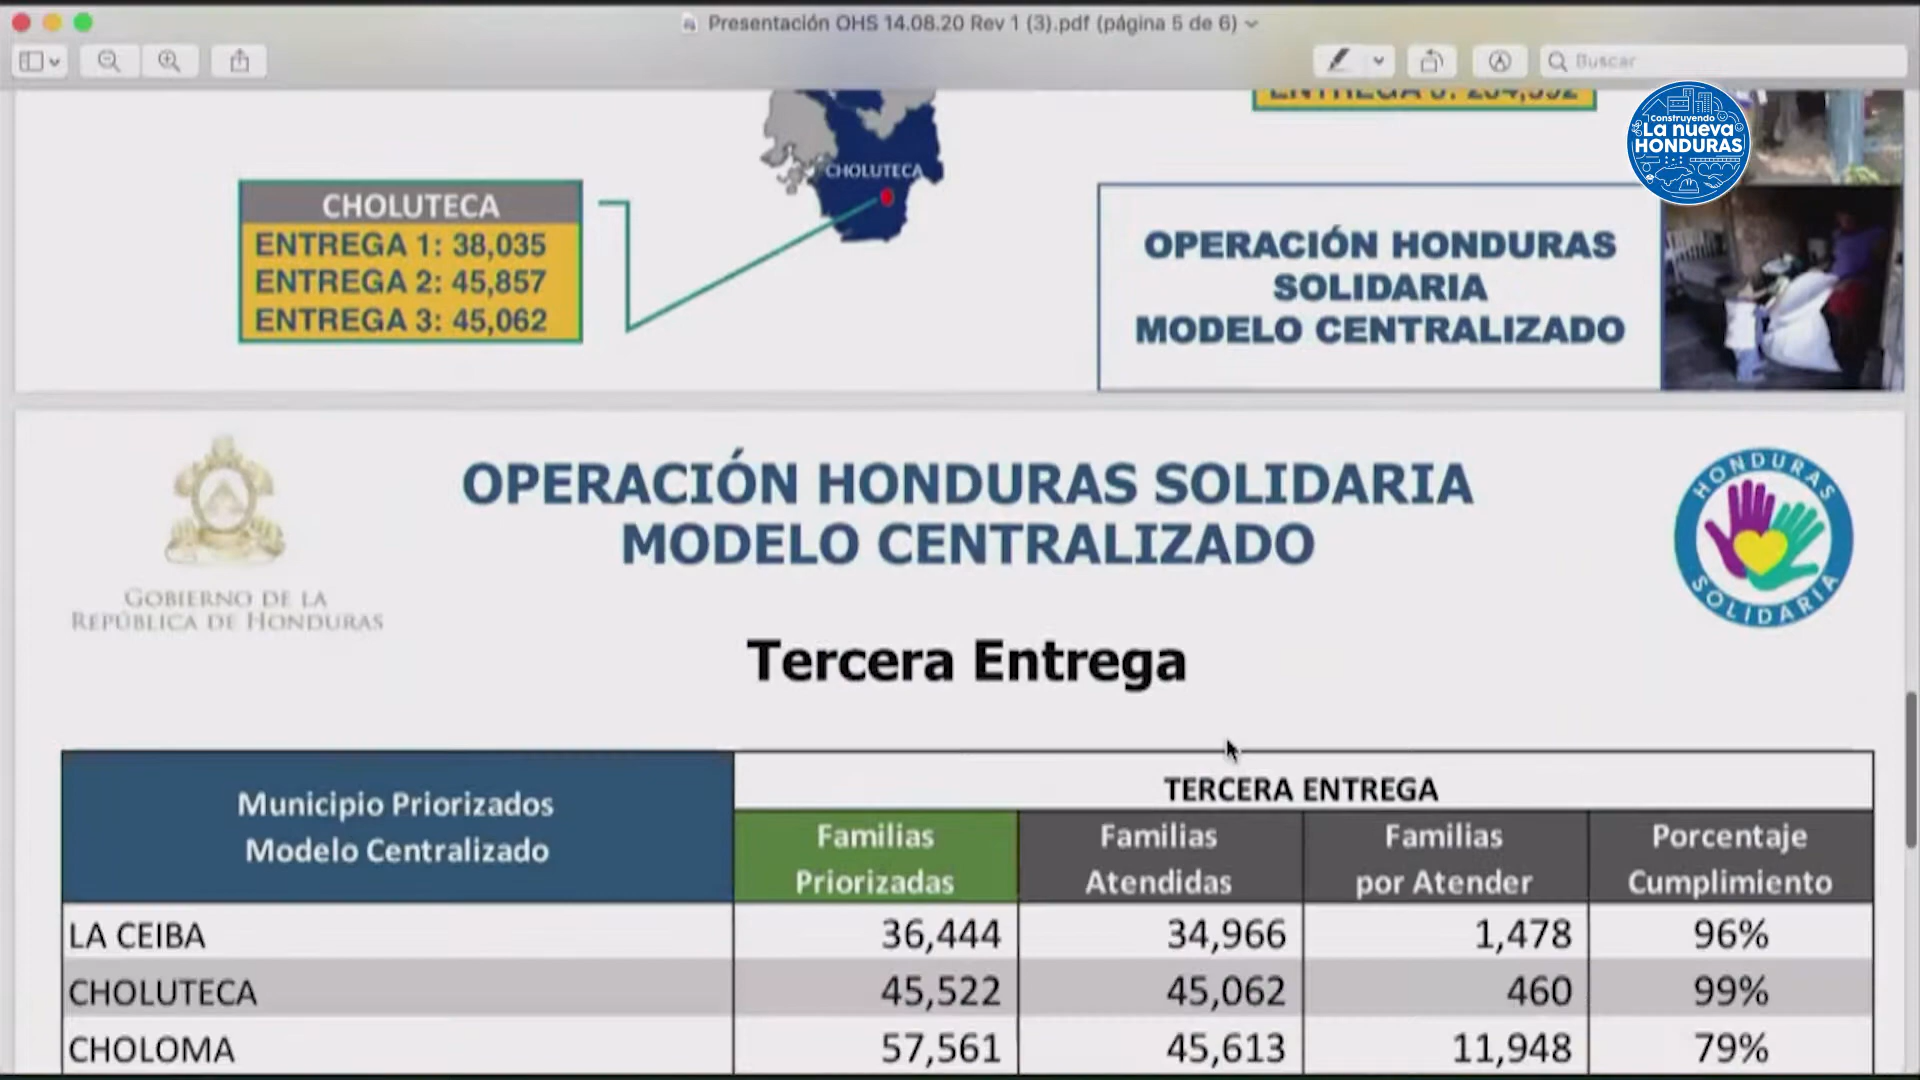 Presentación OHS 14.08.20 Rev 1 (3).pdf (página 5 de 6)
Buscar
Construyendo
La nueva
HONDURAS
CHOLUTECA
CHOLUTECA
ENTREGA 1: 38,035
ENTREGA 2: 45,857
ENTREGA 3: 45,062
OPERACIÓN HONDURAS
SOLIDARIA
MODELO CENTRALIZADO
GOBIERNO DE LA
REPÚBLICA DE HONDURAS
OPERACIÓN HONDURAS SOLIDARIA
MODELO CENTRALIZADO
HONDURAS
SOLIDARIA
Tercera Entrega
Municipio Priorizados
Modelo Centralizado
TERCERA ENTREGA
Familias
Priorizadas
Familias
Atendidas
Familias
por Atender
Porcentaje
Cumplimiento
LA CEIBA 36,444 34,966 1,478 96%
CHOLUTECA 45,522 45,062 460 99%
CHOLOMA 57,561 45,613 11,948 79%